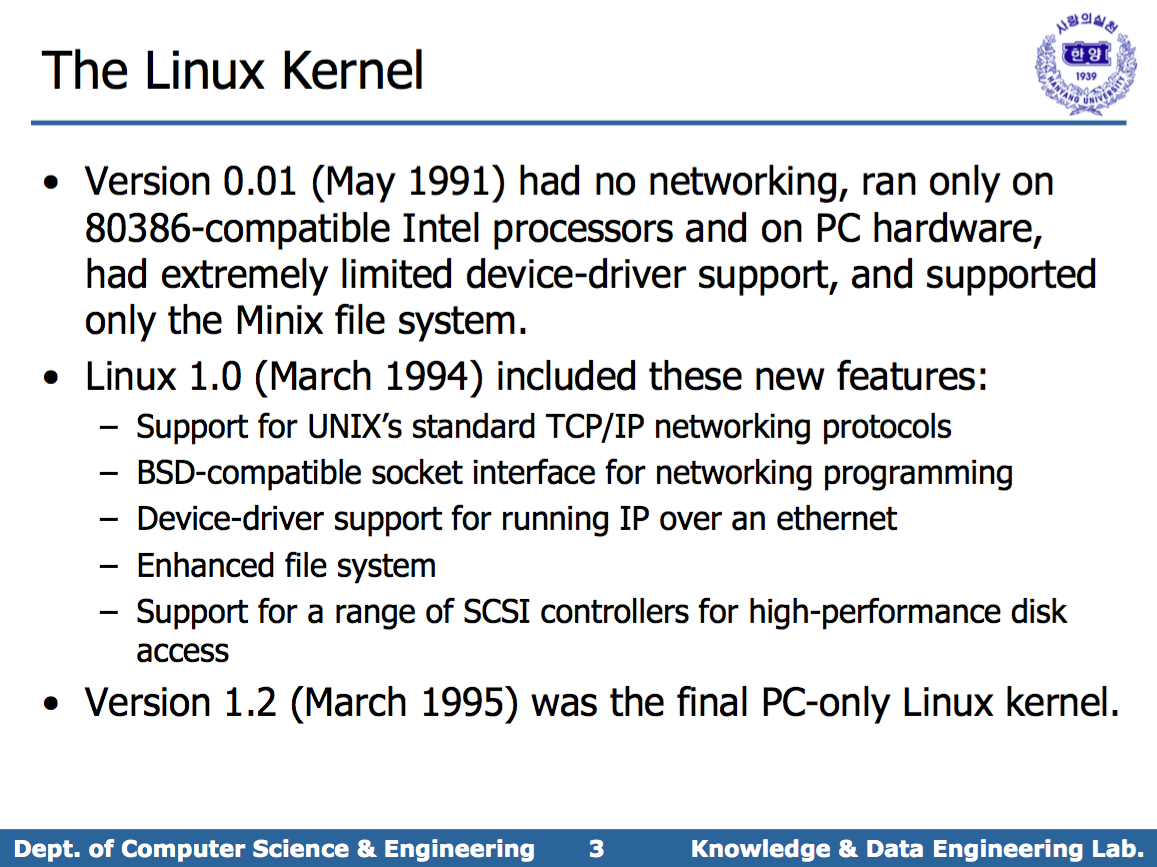 The Linux Kernel
사랑의실천
한양
1939
HANYANG UNIVERSITY
• Version 0.01 (May 1991) had no networking, ran only on
80386-compatible Intel processors and on PC hardware,
had extremely limited device-driver support, and supported
only the Minix file system.
• Linux 1.0 (March 1994) included these new features:
– Support for UNIX’s standard TCP/IP networking protocols
– BSD-compatible socket interface for networking programming
– Device-driver support for running IP over an ethernet
– Enhanced file system
– Support for a range of SCSI controllers for high-performance disk
access
• Version 1.2 (March 1995) was the final PC-only Linux kernel.
Dept. of Computer Science & Engineering 3 Knowledge & Data Engineering Lab.